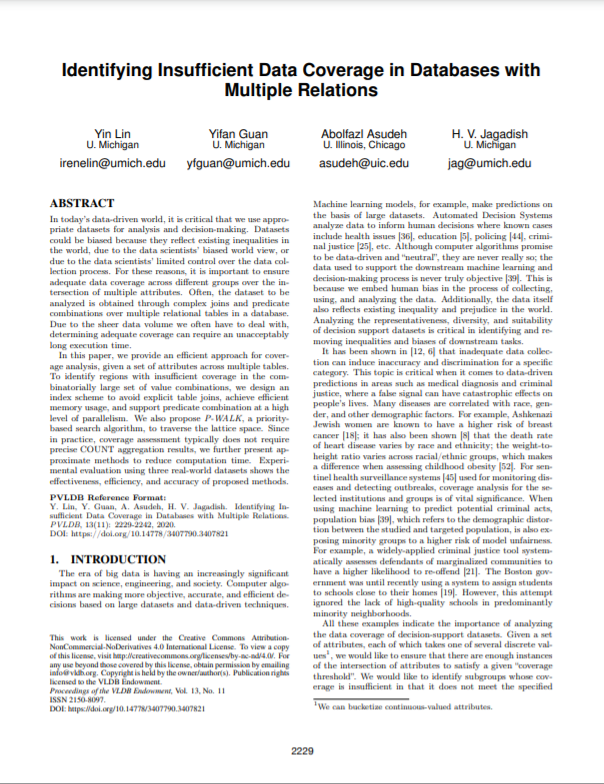 Identifying Insufficient Data Coverage in Databases with
Multiple Relations
Yin Lin
U. Michigan
irenelin@umich.edu
Yifan Guan
U. Michigan
yfguan@umich.edu
Abolfazl Asudeh
U. Illinois, Chicago
asudeh@uic.edu
H. V. Jagadish
U. Michigan
jag@umich.edu
ABSTRACT
In today's data-driven world, it is critical that we use appro-
priate datasets for analysis and decision-making. Datasets
could be biased because they reflect existing inequalities in
the world, due to the data scientists' biased world view, or
due to the data scientists' limited control over the data col-
lection process. For these reasons, it is important to ensure
adequate data coverage across different groups over the in-
tersection of multiple attributes. Often, the dataset to be
analyzed is obtained through complex joins and predicate
combinations over multiple relational tables in a database.
Due to the sheer data volume we often have to deal with,
determining adequate coverage can require an unacceptably
long execution time.
In this paper, we provide an efficient approach for cover-
age analysis, given a set of attributes across multiple tables.
To identify regions with insufficient coverage in the com-
binatorially large set of value combinations, we design an
index scheme to avoid explicit table joins, achieve efficient
memory usage, and support predicate combination at a high
level of parallelism. We also propose P-WALK, a priority-
based search algorithm, to traverse the lattice space. Since
in practice, coverage assessment typically does not require
precise COUNT aggregation results, we further present ap-
proximate methods to reduce computation time. Experi-
mental evaluation using three real-world datasets shows the
effectiveness, efficiency, and accuracy of proposed methods.
PVLDB Reference Format:
Y. Lin, Y. Guan, A. Asudeh, H. V. Jagadish. Identifying In-
sufficient Data Coverage in Databases with Multiple Relations.
PVLDB, 13(11): 2229-2242, 2020.
DOI: https://doi.org/10.14778/3407790.3407821
1. INTRODUCTION
The era of big data is having an increasingly significant
impact on science, engineering, and society. Computer algo-
rithms are making more objective, accurate, and efficient de-
cisions based on large datasets and data-driven techniques.
This work is licensed under the Creative Commons Attribution-
NonCommercial-NoDerivatives 4.0 International License. To view a copy
of this license, visit http://creativecommons.org/licenses/by-nc-nd/4.0/. For
any use beyond those covered by this license, obtain permission by emailing
info@vldb.org. Copyright is held by the owner/author(s). Publication rights
licensed to the VLDB Endowment.
Proceedings of the VLDB Endowment, Vol. 13, No. 11
ISSN 2150-8097.
DOI: https://doi.org/10.14778/3407790.3407821
Machine learning models, for example, make predictions on
the basis of large datasets. Automated Decision Systems
analyze data to inform human decisions where known cases
include health issues [36], education [5], policing [44], crimi-
nal justice [25], etc. Although computer algorithms promise
to be data-driven and "neutral", they are never really so; the
data used to support the downstream machine learning and
decision-making process is never truly objective [39]. This is
because we embed human bias in the process of collecting,
using, and analyzing the data. Additionally, the data itself
also reflects existing inequality and prejudice in the world.
Analyzing the representativeness, diversity, and suitability
of decision support datasets is critical in identifying and re-
moving inequalities and biases of downstream tasks.
It has been shown in [12, 6] that inadequate data collec-
tion can induce inaccuracy and discrimination for a specific
category. This topic is critical when it comes to data-driven
predictions in areas such as medical diagnosis and criminal
justice, where a false signal can have catastrophic effects on
people's lives. Many diseases are correlated with race, gen-
der, and other demographic factors. For example, Ashkenazi
Jewish women are known to have a higher risk of breast
cancer [18]; it has also been shown [8] that the death rate
of heart disease varies by race and ethnicity; the weight-to-
height ratio varies across racial/ethnic groups, which makes
a difference when assessing childhood obesity [52]. For sen-
tinel health surveillance systems [45] used for monitoring dis-
eases and detecting outbreaks, coverage analysis for the se-
lected institutions and groups is of vital significance. When
using machine learning to predict potential criminal acts,
population bias [39], which refers to the demographic distor-
tion between the studied and targeted population, is also ex-
posing minority groups to a higher risk of model unfairness.
For example, a widely-applied criminal justice tool system-
atically assesses defendants of marginalized communities to
have a higher likelihood to re-offend [21]. The Boston gov-
ernment was until recently using a system to assign students
to schools close to their homes [19]. However, this attempt
ignored the lack of high-quality schools in predominantly
minority neighborhoods.
All these examples indicate the importance of analyzing
the data coverage of decision-support datasets. Given a set
of attributes, each of which takes one of several discrete val-
ues¹, we would like to ensure that there are enough instances
of the intersection of attributes to satisfy a given "coverage
threshold". We would like to identify subgroups whose cov-
erage is insufficient in that it does not meet the specified
¹We can bucketize continuous-valued attributes.
2229